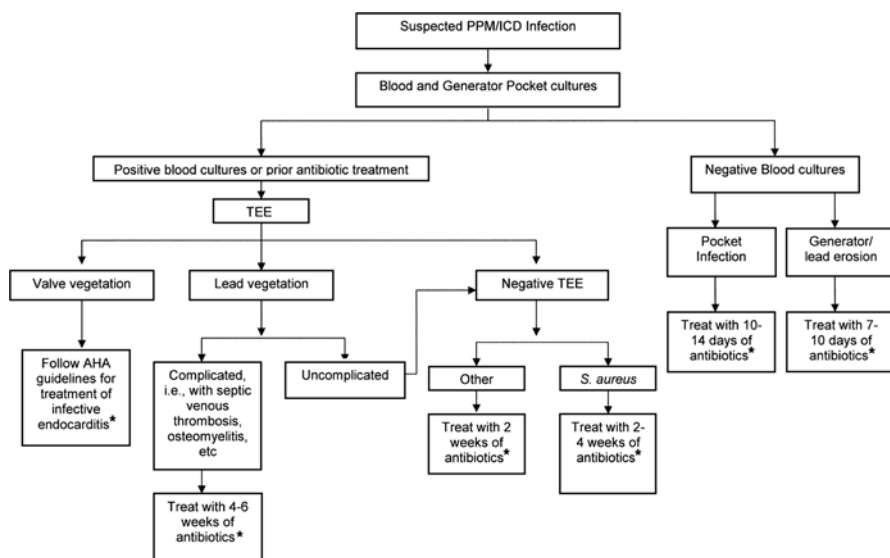 Suspected PPM/ICD Infection
Blood and Generator Pocket cultures
Positive blood cultures or prior antibiotic treatment
Negative Blood cultures
TEE
Pocket
Infection
Generator/
lead erosion
Valve vegetation
Lead vegetation
Negative TEE
Treat with 10-
14 days of
antibiotics*
Treat with 7-
10 days of
antibiotics*
Follow AHA
guidelines for
treatment of
infective
endocarditis*
Complicated,
i.e., with septic
venous
thrombosis,
osteomyelitis,
etc
Uncomplicated
Other
S. aureus
Treat with 2
weeks of
antibiotics*
Treat with 2-
4 weeks of
antibiotics*
Treat with 4-6
weeks of
antibiotics*